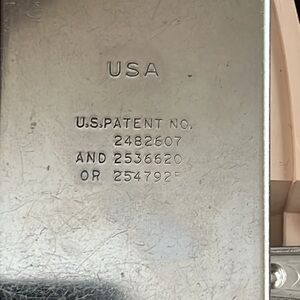 USA
U.S.PATENT NO.
2482607
AND 2536620
OR